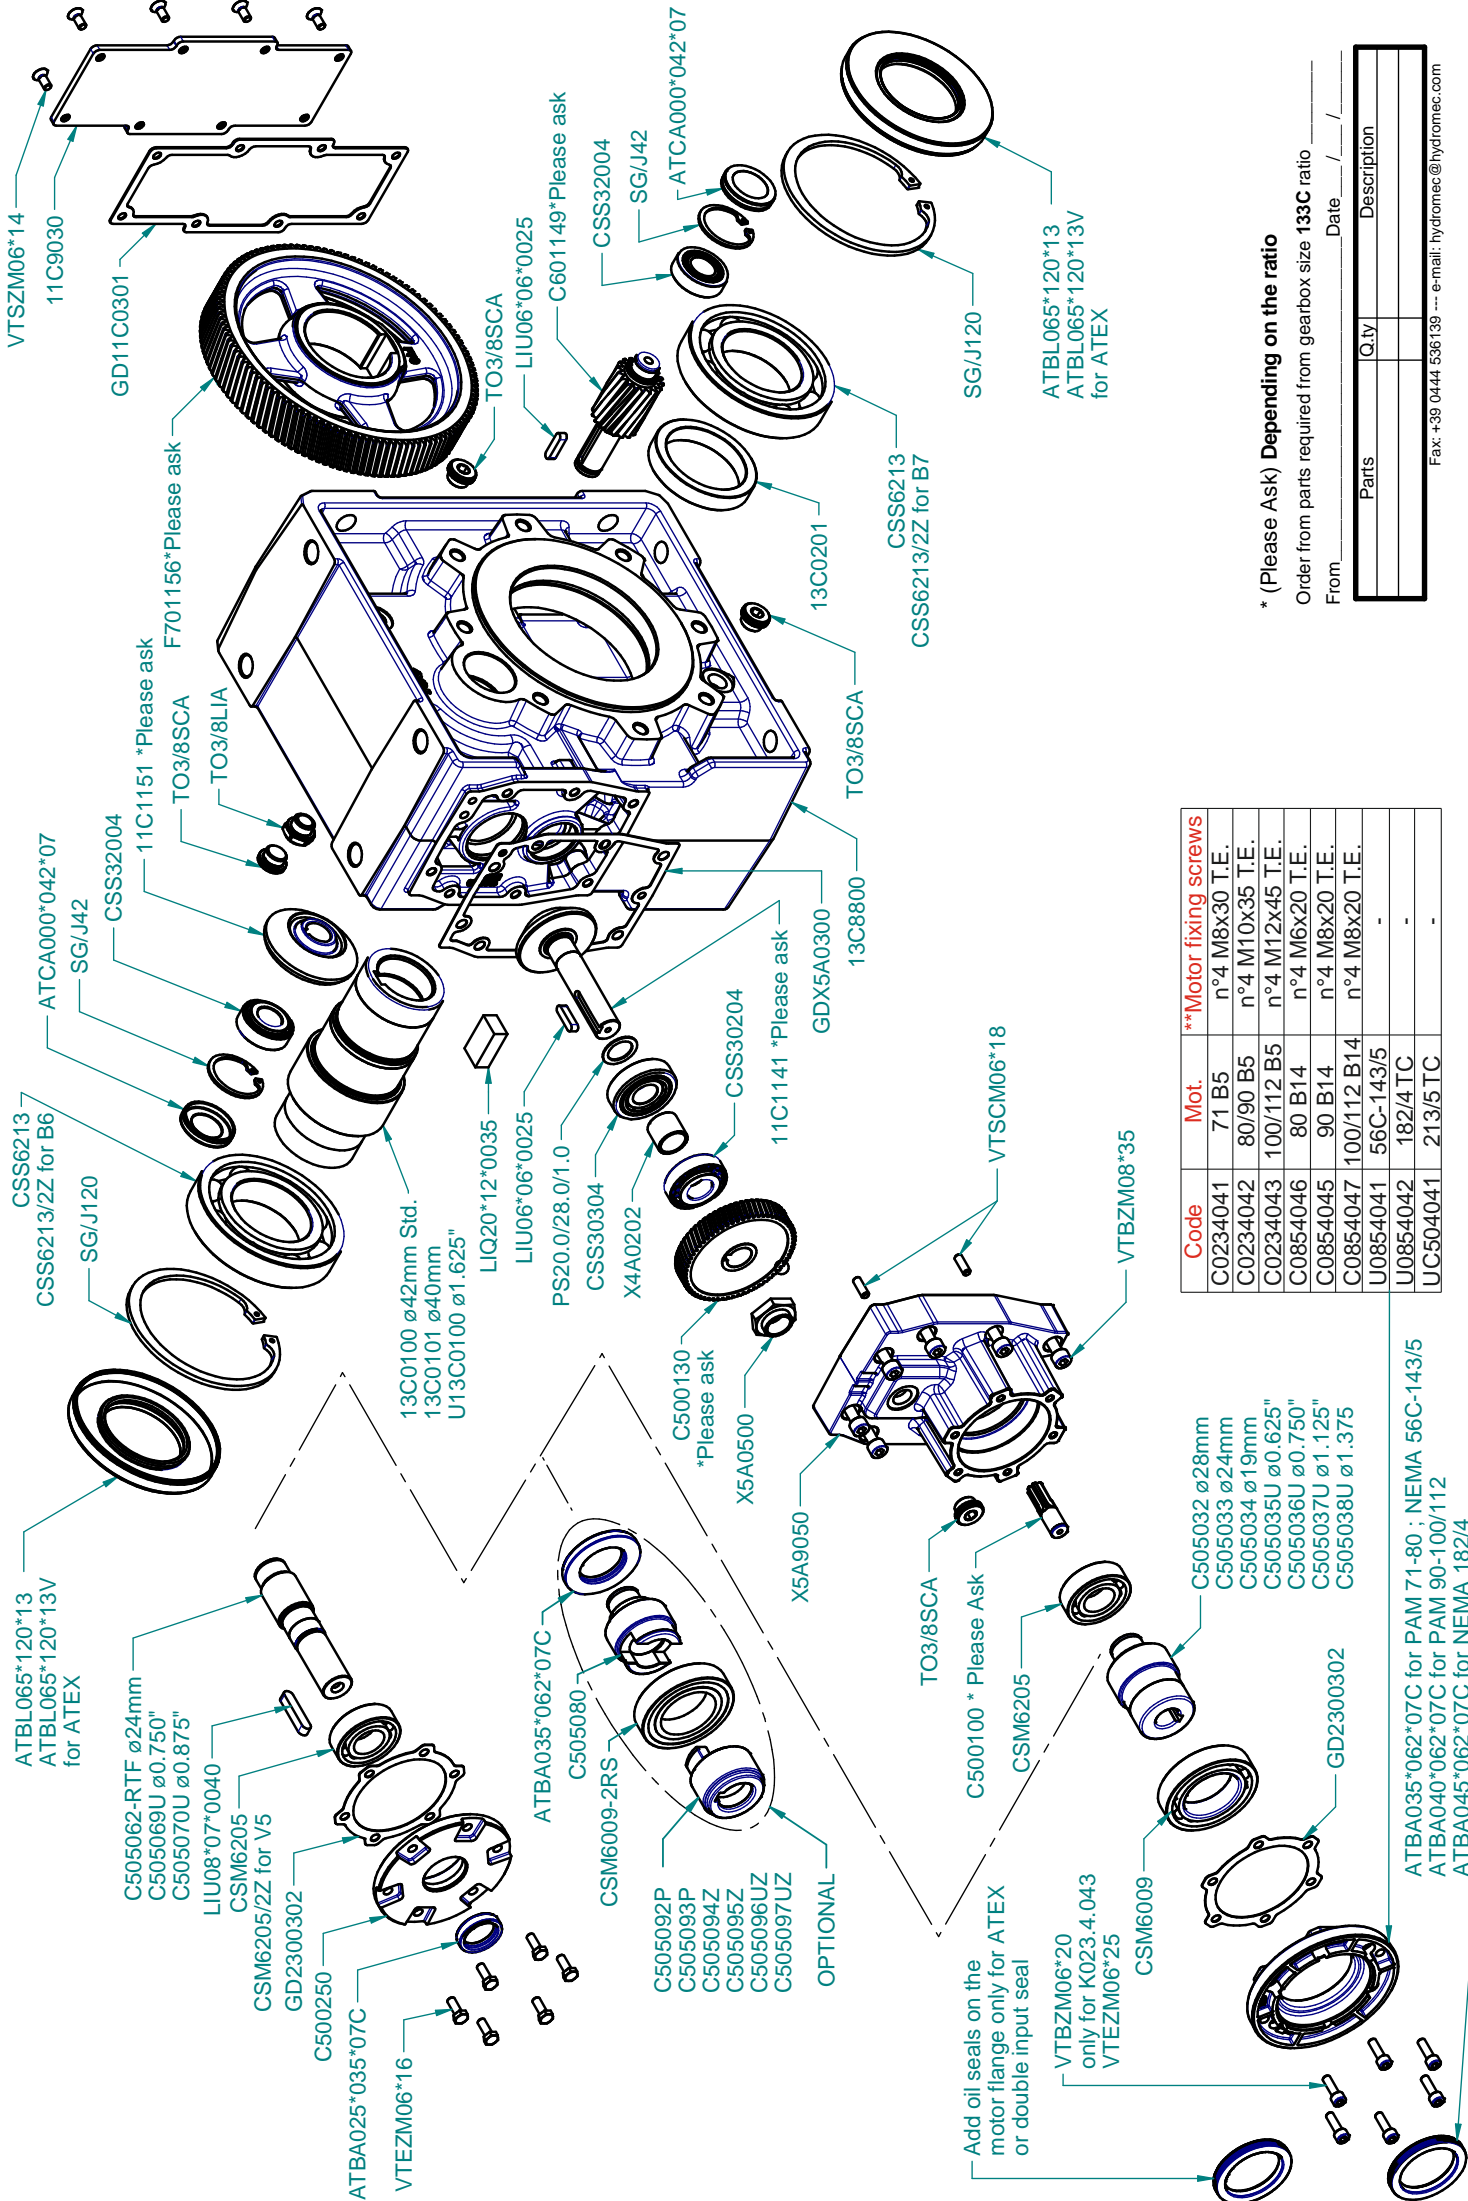 ATBL065*120*13
ATBL065*120*13V
for ATEX
SG/J120
CSS6213
CSS6213/2Z for B6
ATCA000*042*07
SG/J42
CSS32004
11C1151 *Please ask
TO3/8SCA
TO3/8LIA
F701156*Please ask
GD11C0301
11C9030
VTSZM06*14
C505062-RTF ø24mm
C505069U ø0.750"
C505070U ø0.875"
LIU08*07*0040
CSM6205
CSM6205/2Z for V5
GD2300302
C500250
ATBA025*035*07C
VTEZM06*16
13C0100 ø42mm Std.
13C0101 ø40mm
U13C0100 ø1.625"
LIQ20*12*0035
LIU06*06*0025
PS20.0/28.0/1.0
CSS30304
X4A0202
CSS30204
C500130
*Please ask
X5A0500
11C1141 *Please ask
GDX5A0300
13C8800
TO3/8SCA
TO3/8SCA
LIU06*06*0025
C601149*Please ask
CSS32004
SG/J42
ATCA000*042*07
13C0201
CSS6213
CSS6213/2Z for B7
SG/J120
ATBL065*120*13
ATBL065*120*13V
for ATEX
ATBA035*062*07C
C505080
CSM6009-2RS
C505092P
C505093P
C505094Z
C505095Z
C505096UZ
C505097UZ
OPTIONAL
X5A9050
VTSCM06*18
VTBZM08*35
TO3/8SCA
C500100 * Please Ask
CSM6205
C505032 ø28mm
C505033 ø24mm
C505034 ø19mm
C505035U ø0.625"
C505036U ø0.750"
C505037U ø1.125"
C505038U ø1.375
GD2300302
CSM6009
VTBZM06*20
only for K023.4.043
VTEZM06*25
Add oil seals on the
motor flange only for ATEX
or double input seal
ATBA035*062*07C for PAM 71-80 ; NEMA 56C-143/5
ATBA040*062*07C for PAM 90-100/112
ATBA045*062*07C for NEMA 182/4
Code Mot. **Motor fixing screws
C0234041 71 B5 n°4 M8x30 T.E.
C0234042 80/90 B5 n°4 M10x35 T.E.
C0234043 100/112 B5 n°4 M12x45 T.E.
C0854046 80 B14 n°4 M6x20 T.E.
C0854045 90 B14 n°4 M8x20 T.E.
C0854047 100/112 B14 n°4 M8x20 T.E.
U0854041 56C-143/5 -
U0854042 182/4 TC -
UC504041 213/5 TC -
* (Please Ask) Depending on the ratio
Order from parts required from gearbox size 133C ratio ______
From ____________________ Date___/___/______
Parts Q.ty Description
Fax: +39 0444 536139 --- e-mail: hydromec@hydromec.com